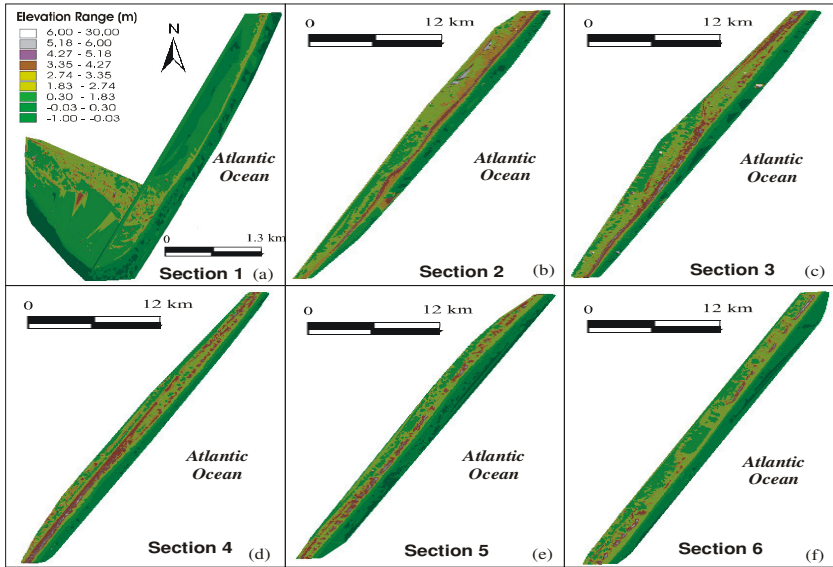 Elevation Range (m)
6,00 - 30,00
5,18 - 6,00
4,27 - 5,18
3,35 - 4,27
2,74 - 3,35
1,83 - 2,74
0,30 - 1,83
-0,03 - 0,30
-1,00 - -0,03
N
Atlantic
Ocean
0 1.3 km
Section 1 (a)
0 12 km
Atlantic
Ocean
Section 2 (b)
0 12 km
Atlantic
Ocean
Section 3 (c)
0 12 km
Atlantic
Ocean
Section 4 (d)
0 12 km
Atlantic
Ocean
Section 5 (e)
0 12 km
Atlantic
Ocean
Section 6 (f)